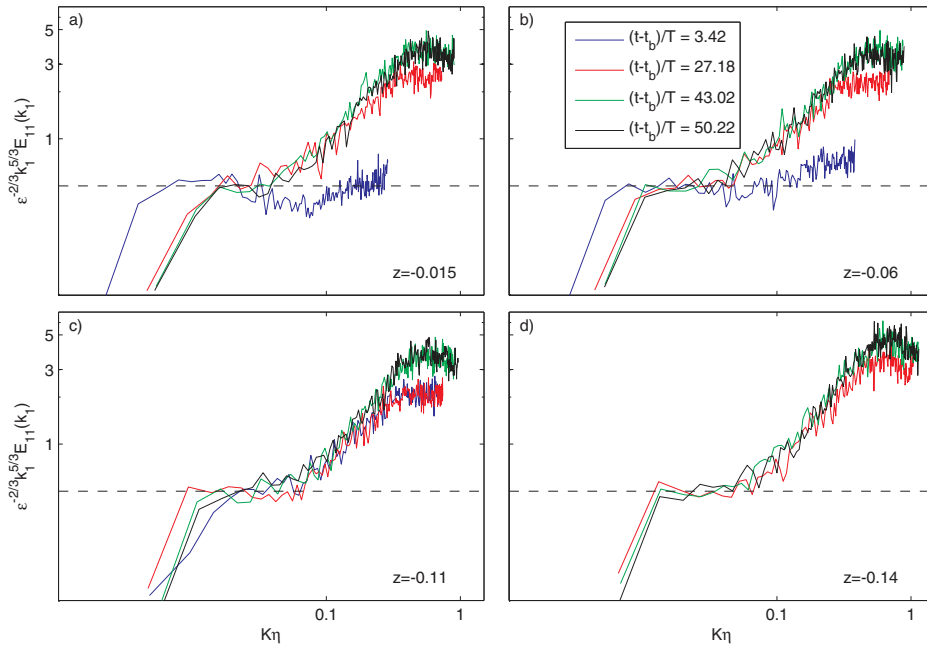 a)
5
3
1
ε^{-2/3}k_1^{5/3}E_{11}(k_1)
z=-0.015
b)
(t-t_b)/T = 3.42
(t-t_b)/T = 27.18
(t-t_b)/T = 43.02
(t-t_b)/T = 50.22
z=-0.06
c)
5
3
1
ε^{-2/3}k_1^{5/3}E_{11}(k_1)
z=-0.11
0.1
1
Kη
d)
z=-0.14
0.1
1
Kη